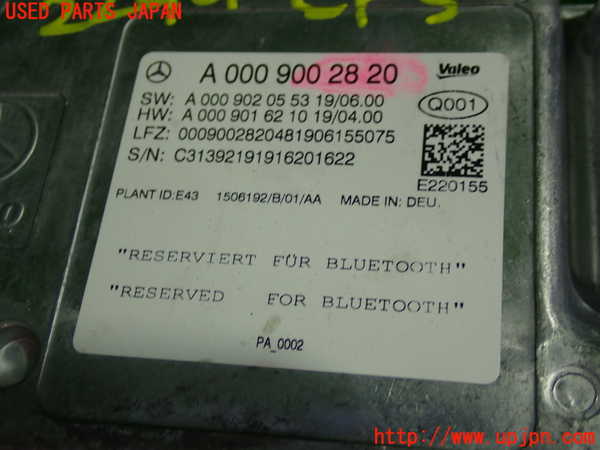 USED PARTS JAPAN
A 000 900 28 20
Valeo
SW: A 000 902 05 53 19/06.00
HW: A 000 901 62 10 19/04.00
Q001
LFZ: 00090028204819061 55075
S/N: C31392191916201622
E220155
PLANT ID:E43 1506192/B/01/AA MADE IN: DEU.
"RESERVIERT FÜR BLUETOOTH"
"RESERVED FOR BLUETOOTH"
PA_0002
http://www.upjpn.com/